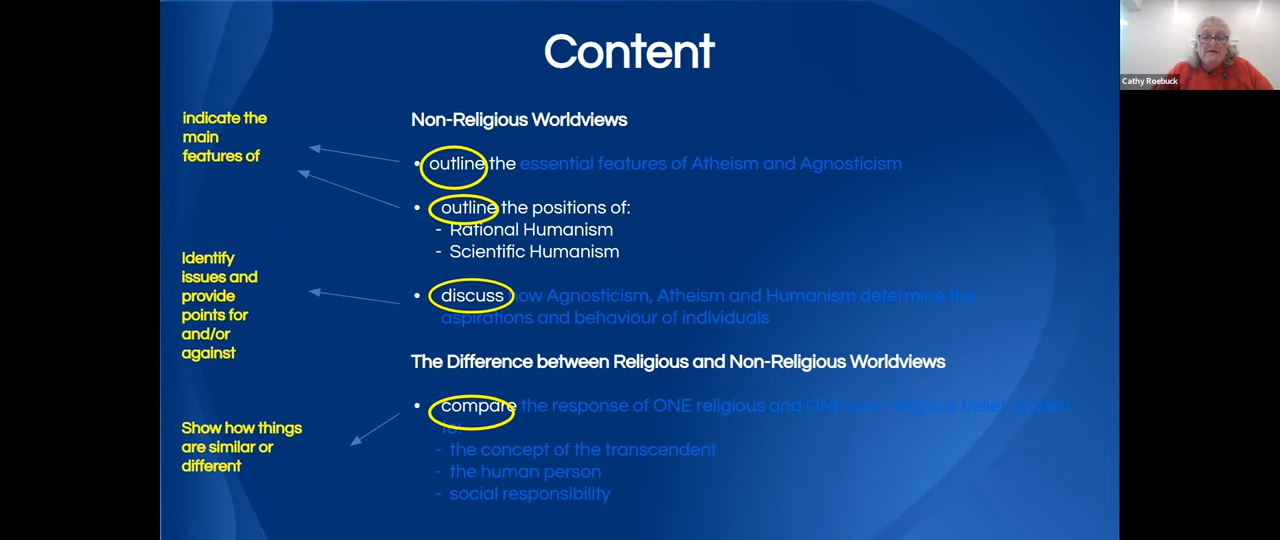 Content
Cathy Roebuck
indicate the
main
features of
Non-Religious Worldviews
• outline the essential features of Atheism and Agnosticism
• outline the positions of:
- Rational Humanism
- Scientific Humanism
Identify
issues and
provide
points for
and/or
against
• discuss how Agnosticism, Atheism and Humanism determine the
aspirations and behaviour of individuals
The Difference between Religious and Non-Religious Worldviews
• compare the response of ONE religious and ONE non-religious belief system
to:
- the concept of the transcendent
- the human person
- social responsibility
Show how things
are similar or
different